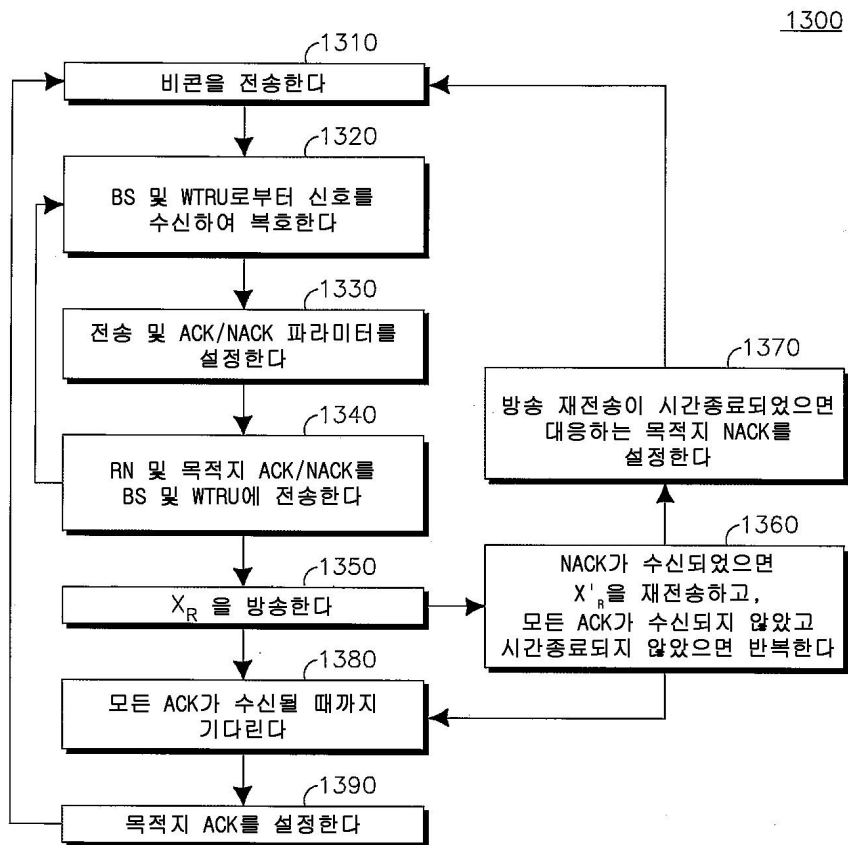 1300
1310
비콘을 전송한다
1320
BS 및 WTRU로부터 신호를
수신하여 복호한다
1330
전송 및 ACK/NACK 파라미터를
설정한다
1340
RN 및 목적지 ACK/NACK를
BS 및 WTRU에 전송한다
1350
X_R 을 방송한다
1360
NACK가 수신되었으면
X'_R을 재전송하고,
모든 ACK가 수신되지 않았고
시간종료되지 않았으면 반복한다
1370
방송 재전송이 시간종료되었으면
대응하는 목적지 NACK를
설정한다
1380
모든 ACK가 수신될 때까지
기다린다
1390
목적지 ACK를 설정한다